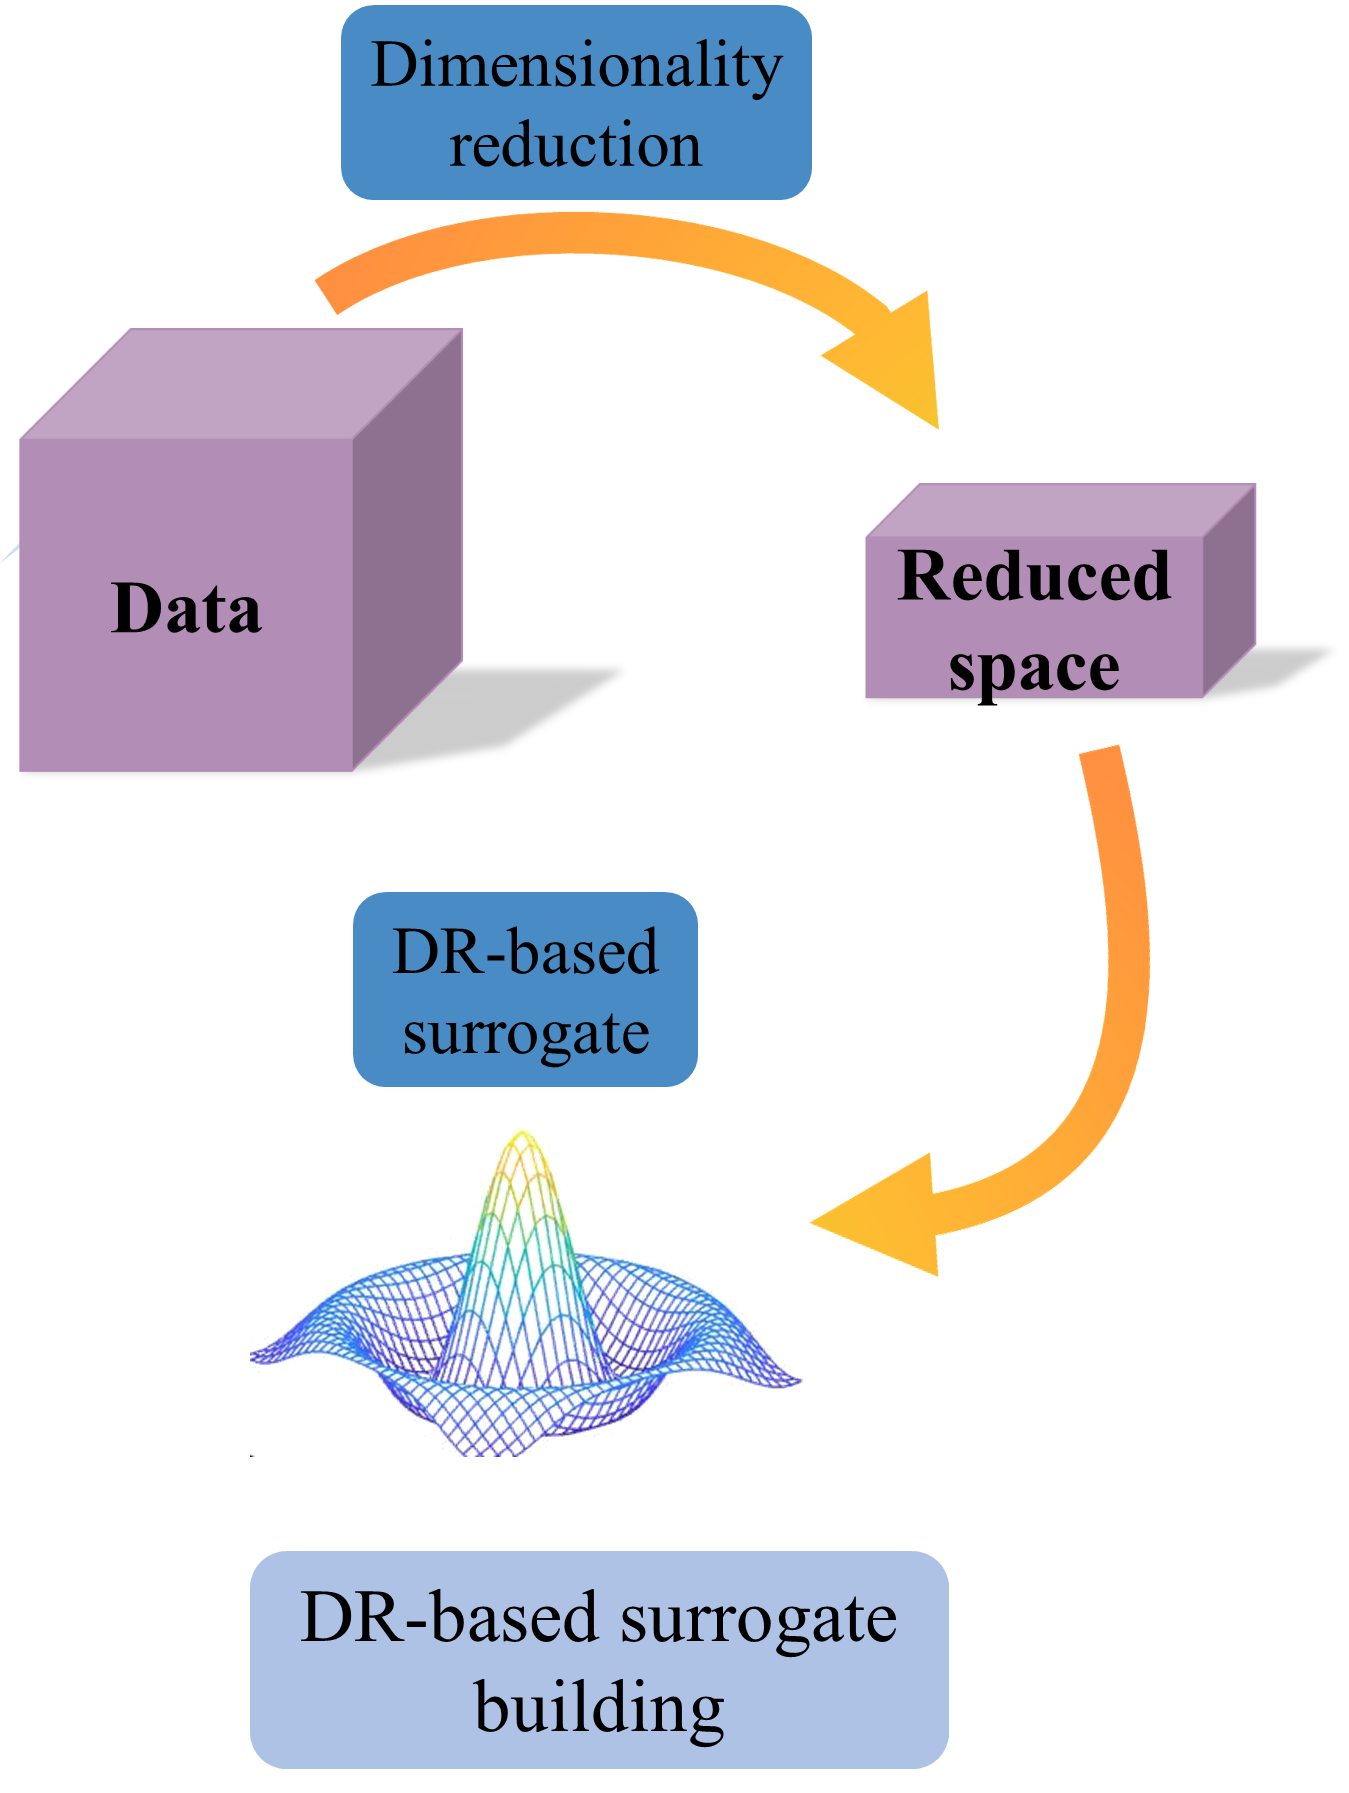 Dimensionality
reduction
Data
Reduced
space
DR-based
surrogate
DR-based surrogate
building